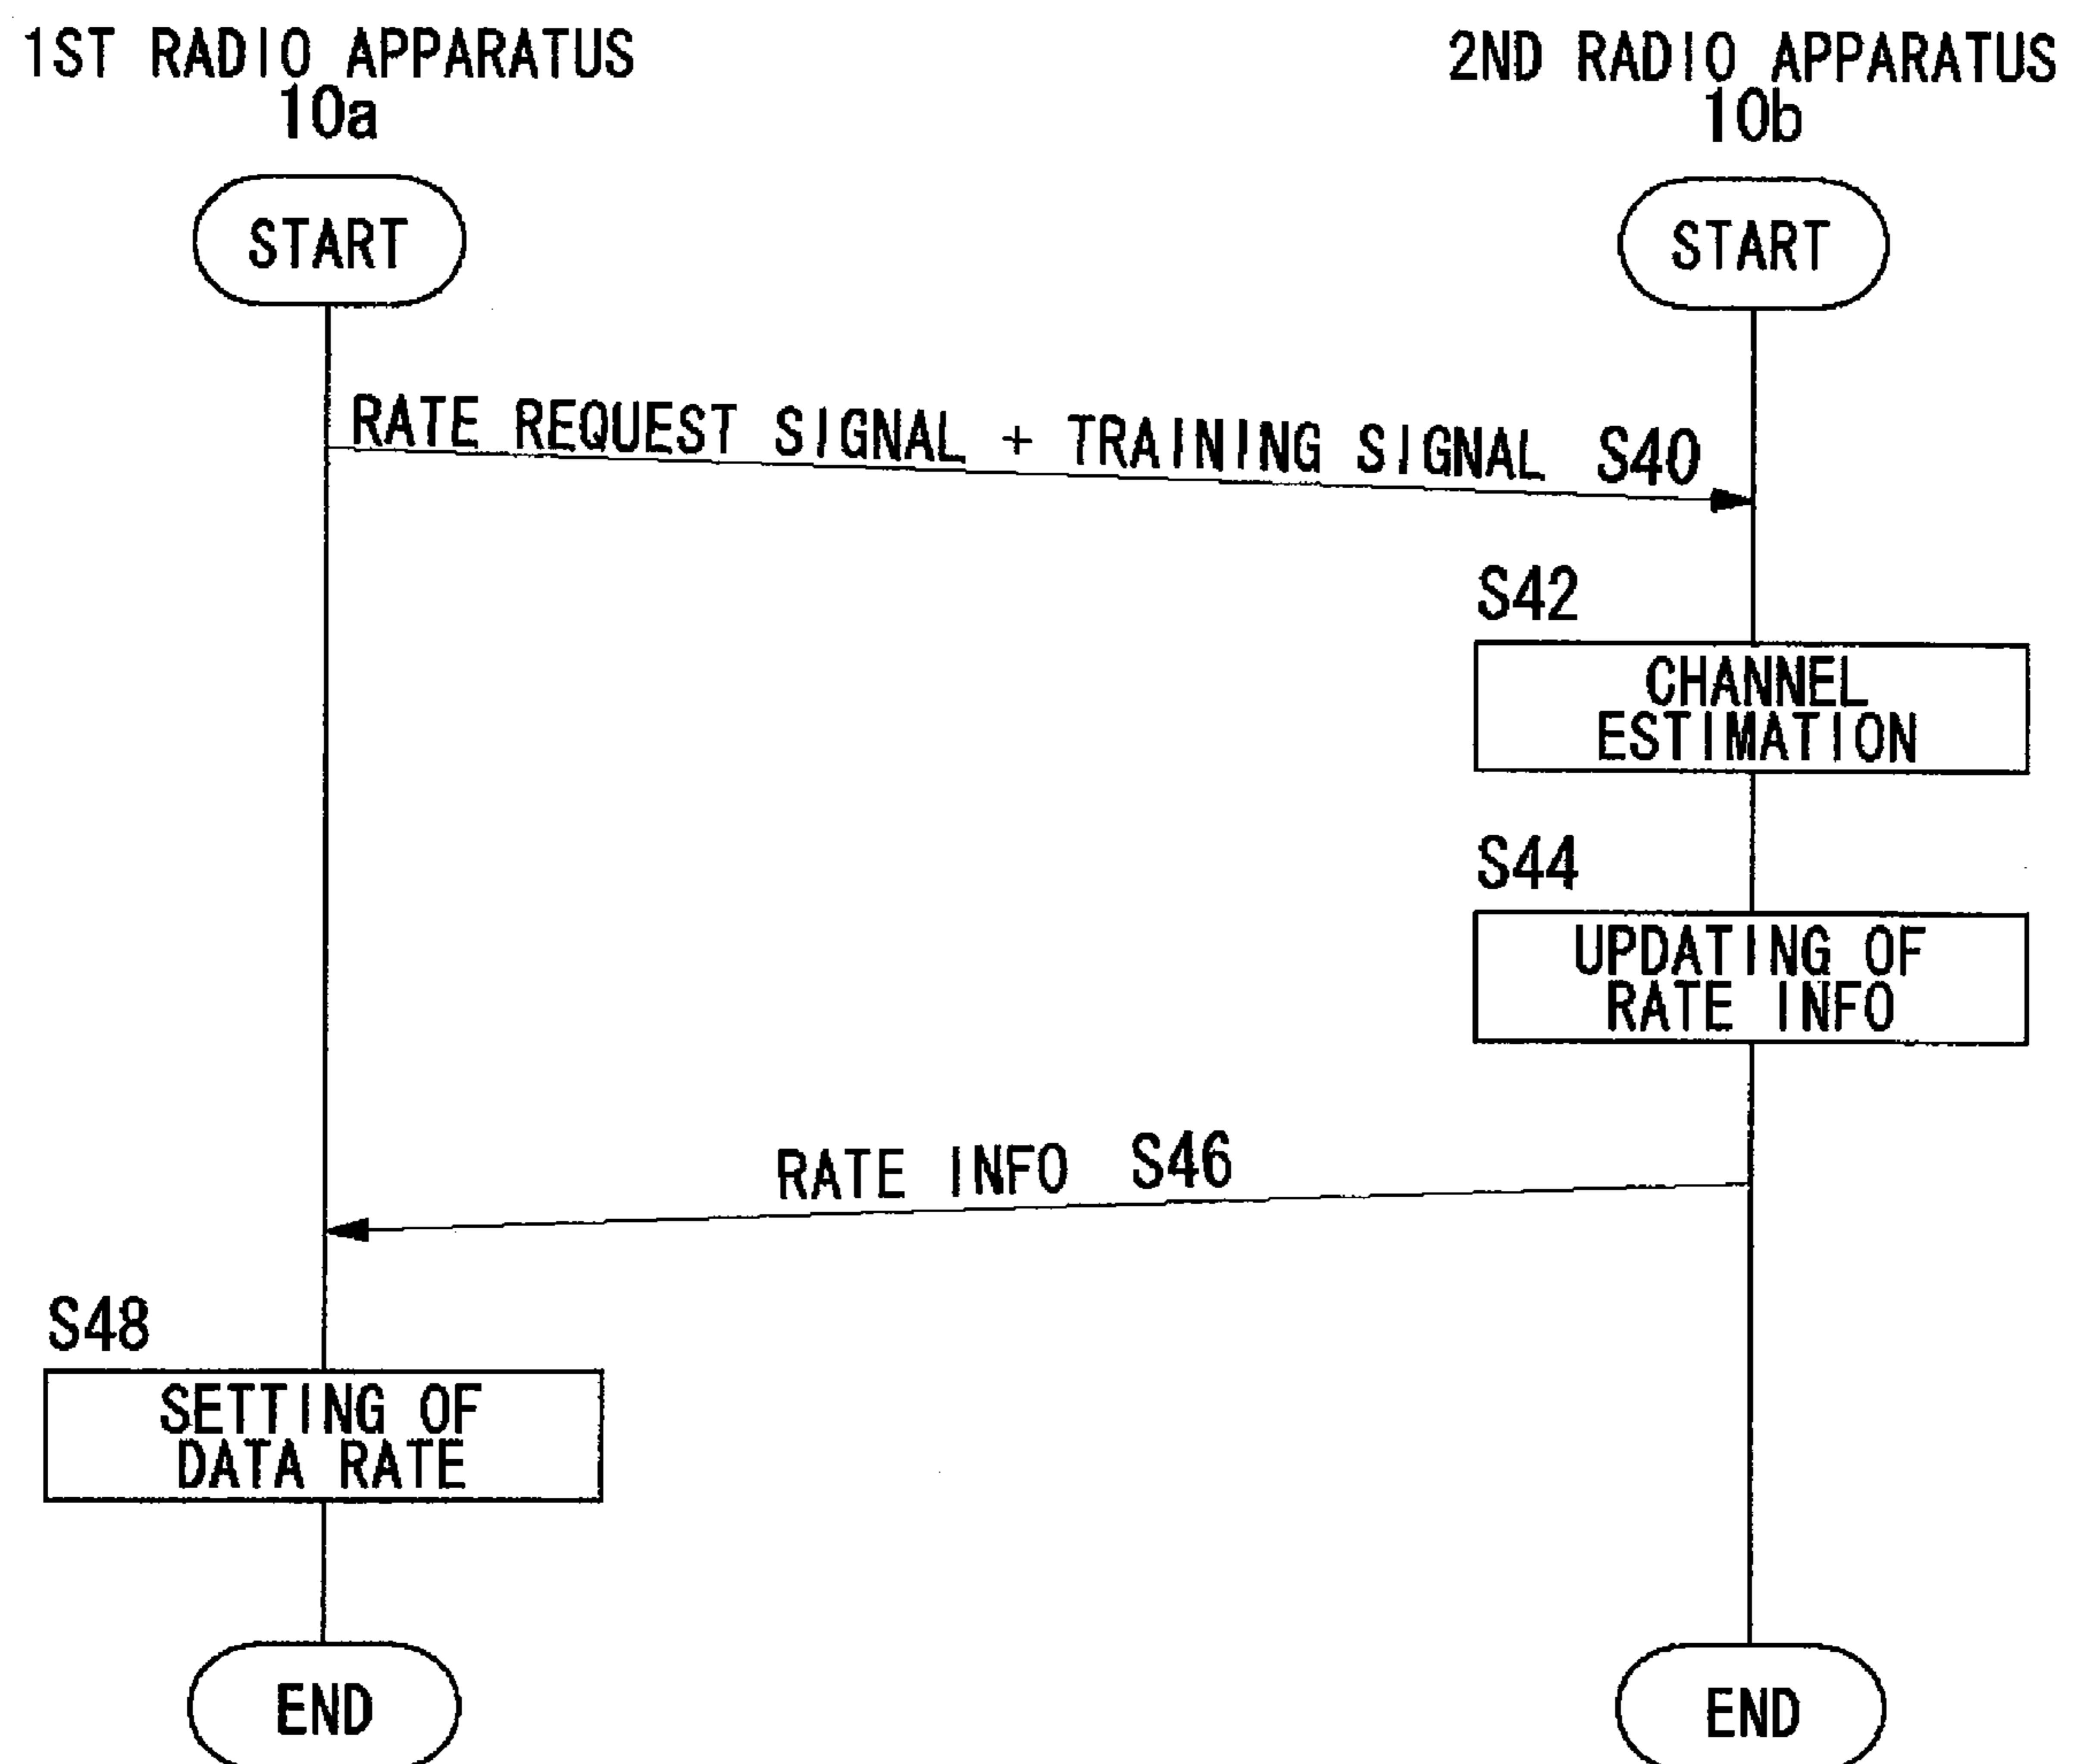 1ST RADIO APPARATUS
10a
2ND RADIO APPARATUS
10b
START
START
RATE REQUEST SIGNAL + TRAINING SIGNAL S40
S42
CHANNEL
ESTIMATION
S44
UPDATING OF
RATE INFO
RATE INFO S46
S48
SETTING OF
DATA RATE
END
END